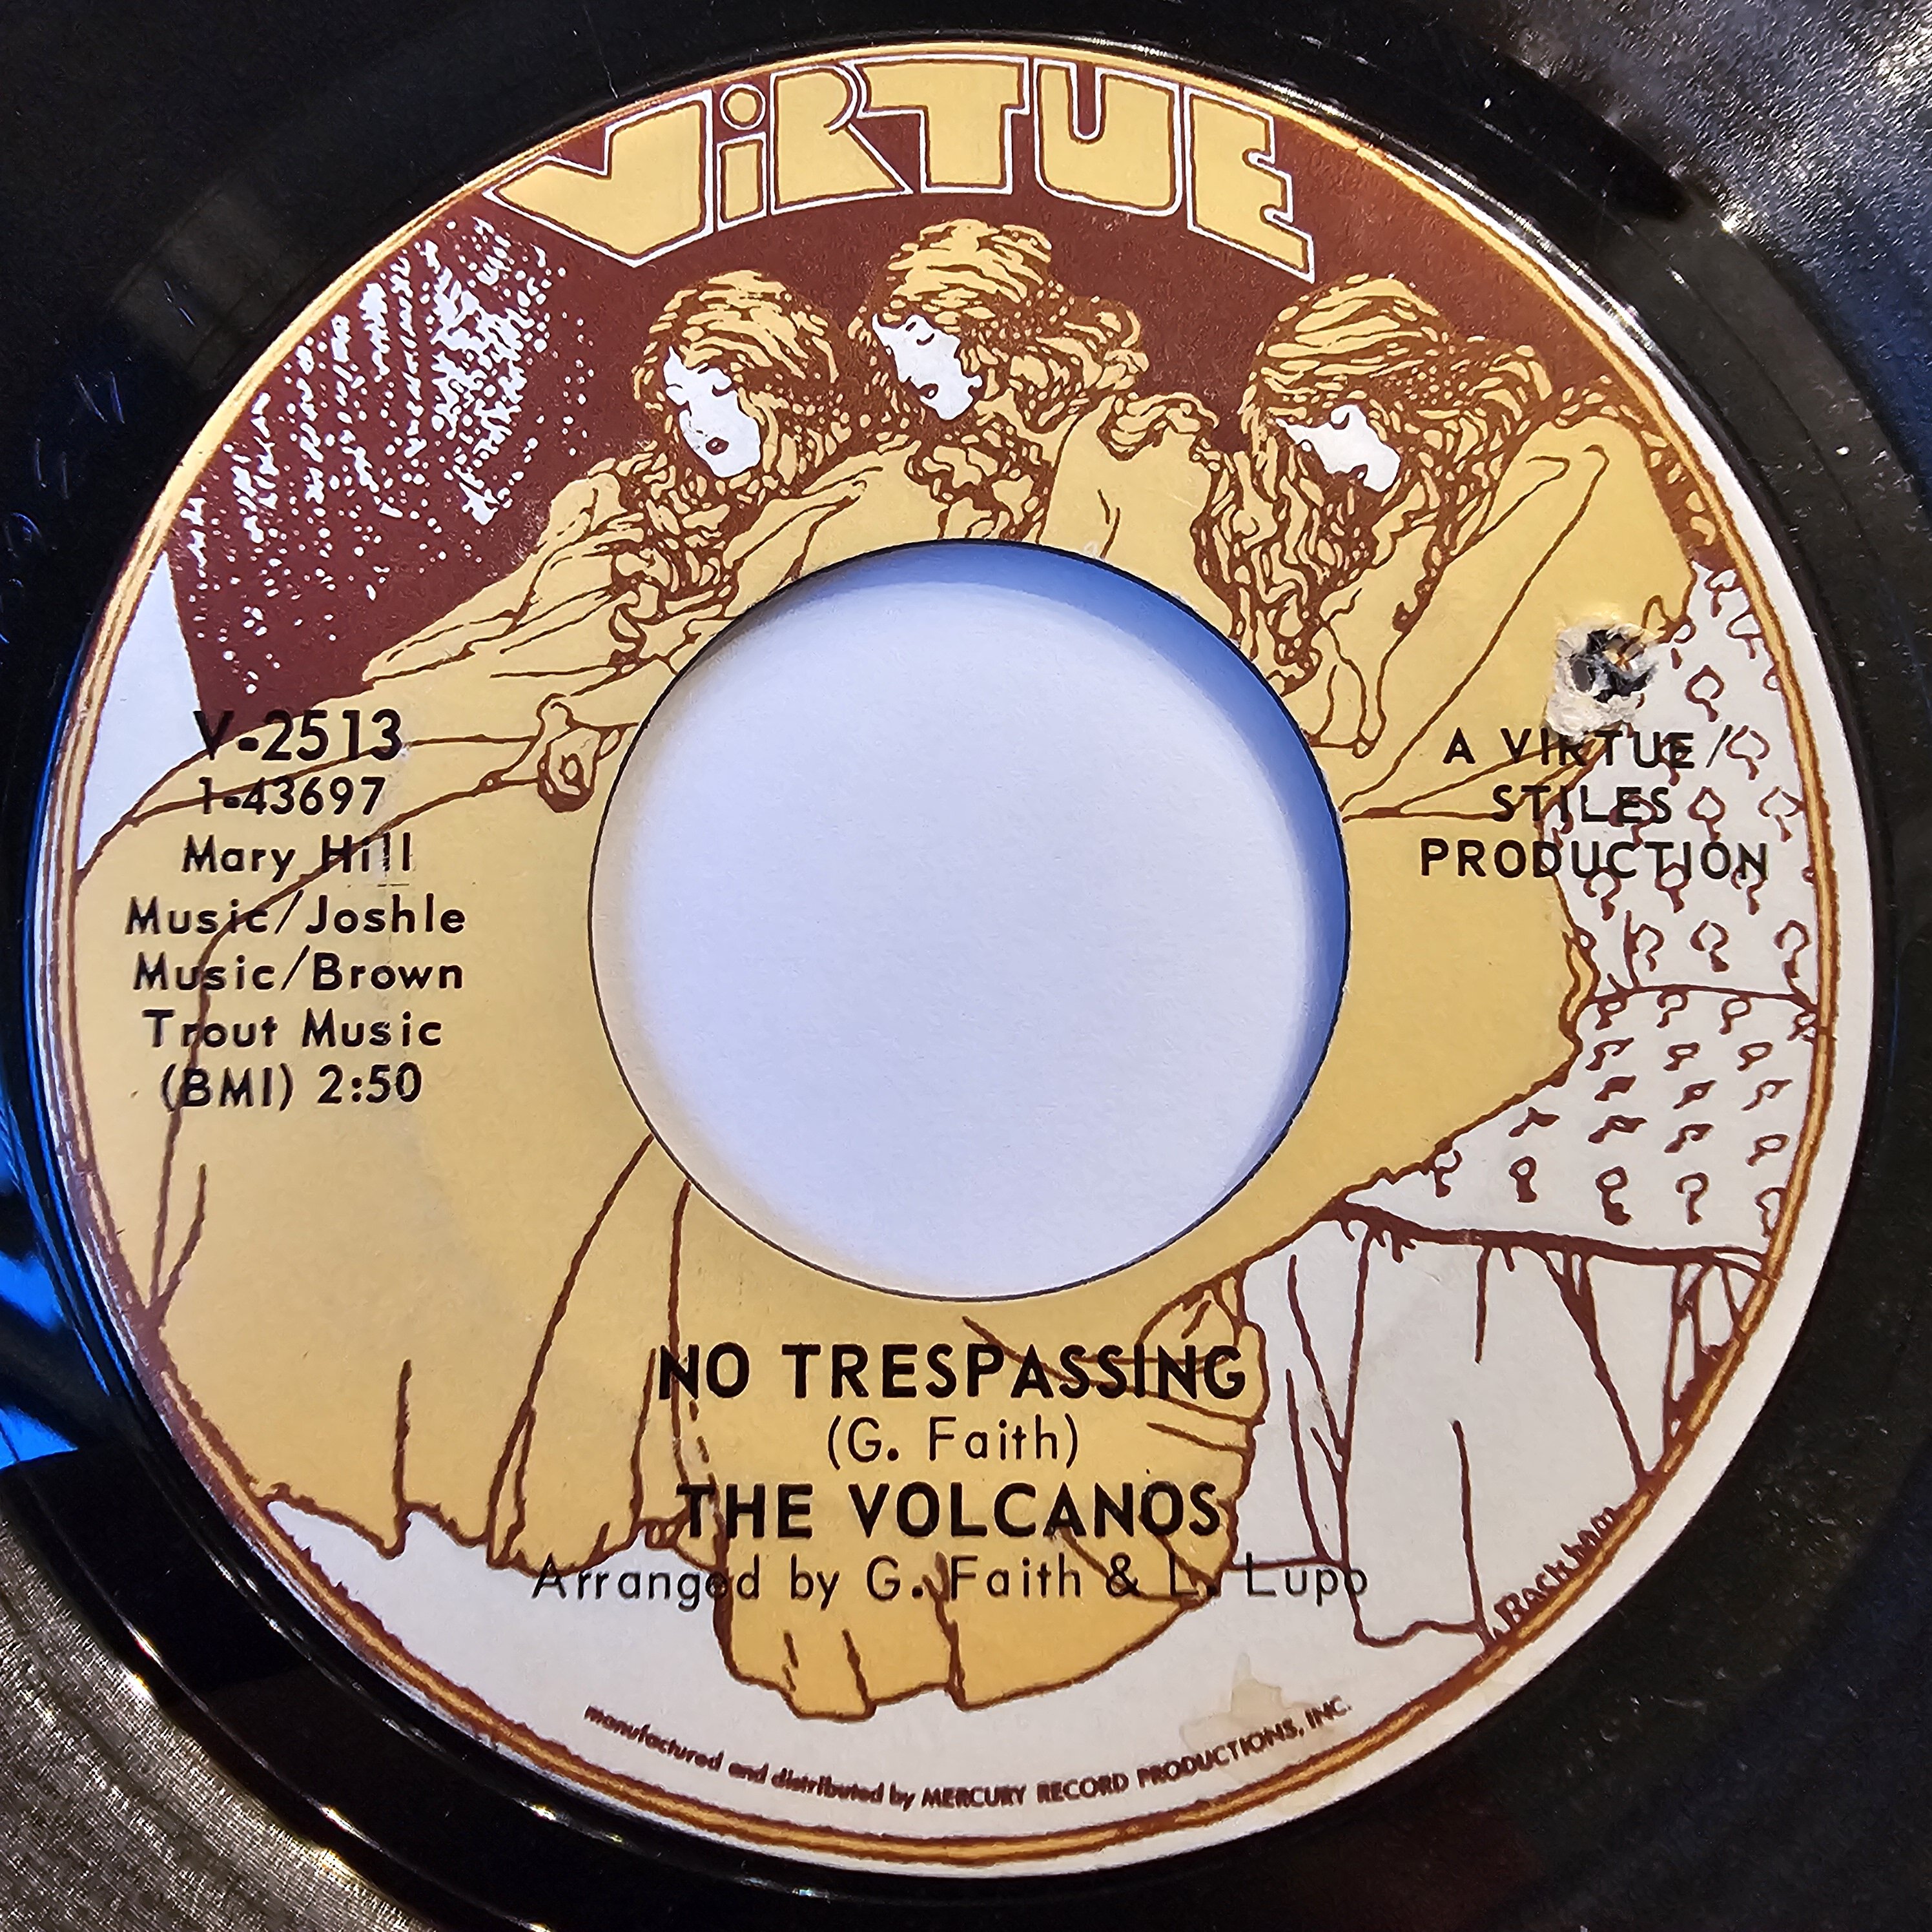 ViRTUE
V-2513
1-43697
Mary Hill
Music/Joshle
Music/Brown
Trout Music
(BMI) 2:50
A VIRTUE/
STILES
PRODUCTION
NO TRESPASSING
(G. Faith)
THE VOLCANOS
Arranged by G. Faith & L. Lupo
RACKHAM
manufactured and distributed by MERCURY RECORD PRODUCTIONS, INC.